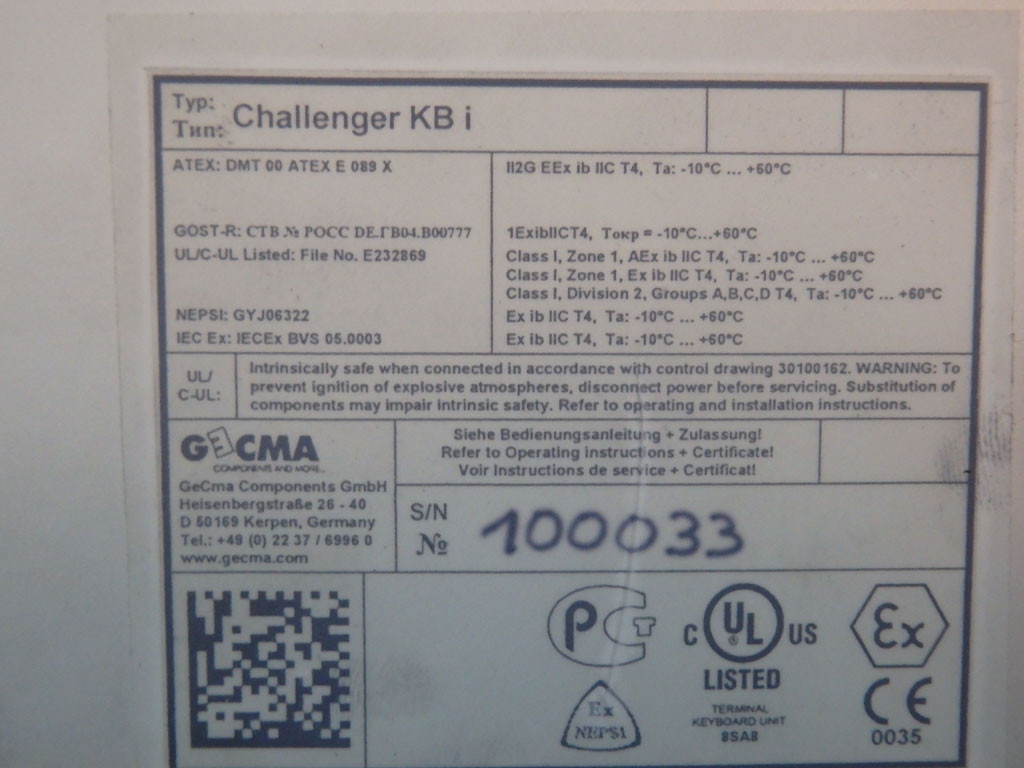 Typ:
Тип: Challenger KB i
ATEX: DMT 00 ATEX E 089 X
II2G EEx ib IIC T4, Ta: -10°C ... +60°C
GOST-R: СТВ № РОСС DE.ГБ04.В00777
1ExibIICT4, Токр = -10°C...+60°C
UL/C-UL Listed: File No. E232869
Class I, Zone 1, AEx ib IIC T4, Ta: -10°C ... +60°C
Class I, Zone 1, Ex ib IIC T4, Ta: -10°C ... +60°C
Class I, Division 2, Groups A,B,C,D T4, Ta: -10°C ... +60°C
NEPSI: GYJ06322
Ex ib IIC T4, Ta: -10°C ... +60°C
IEC Ex: IECEx BVS 05.0003
Ex ib IIC T4, Ta: -10°C ... +60°C
UL/
C-UL:
Intrinsically safe when connected in accordance with control drawing 30100162. WARNING: To
prevent ignition of explosive atmospheres, disconnect power before servicing. Substitution of
components may impair intrinsic safety. Refer to operating and installation instructions.
GECMA
COMPONENTS AND MORE...
GeCma Components GmbH
Heisenbergstraße 26 - 40
D 50169 Kerpen, Germany
Tel.: +49 (0) 22 37 / 6996 0
www.gecma.com
Siehe Bedienungsanleitung + Zulassung!
Refer to Operating instructions + Certificate!
Voir Instructions de service + Certificat!
S/N
№ 100033
РСТ
C UL ® US
LISTED
TERMINAL
KEYBOARD UNIT
8SA8
Ex
NEPSI
Ex
CE
0035